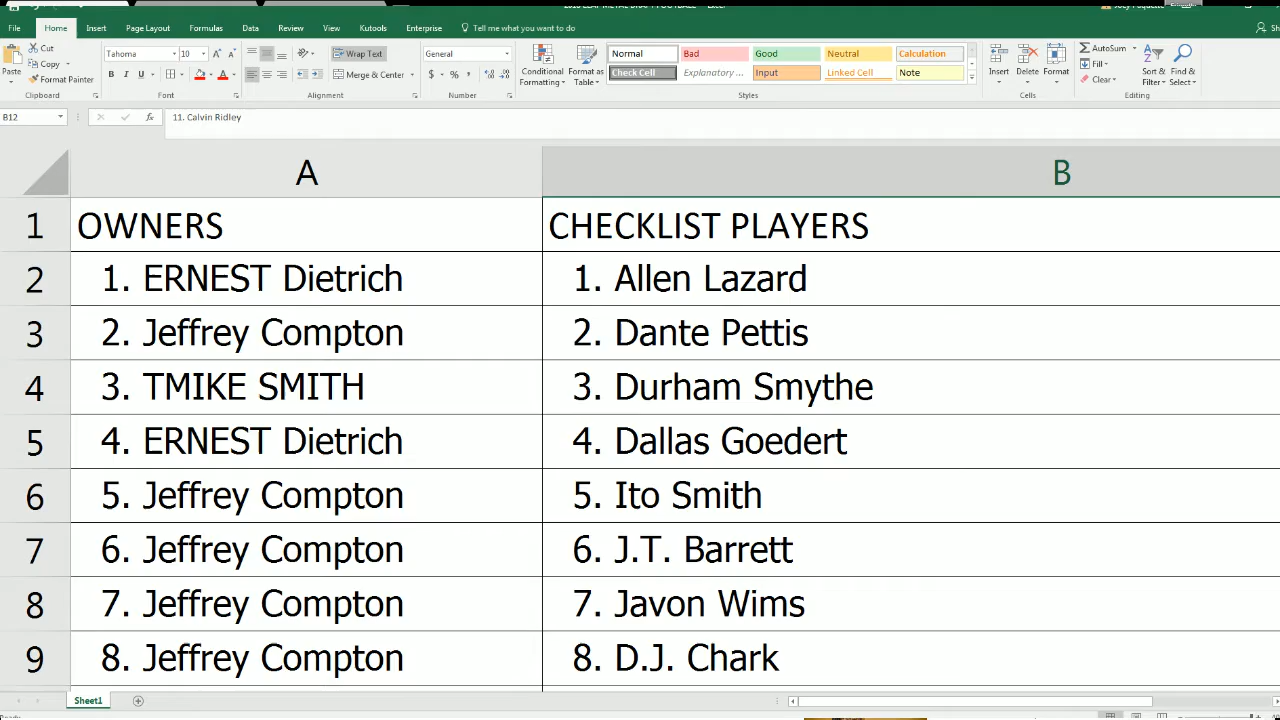 File Home Insert Page Layout Formulas Data Review View Kutools Enterprise Tell me what you want to do
Cut
Copy
Format Painter
Paste
Clipboard
Tahoma 10
B I U
Font
Wrap Text
Merge & Center
Alignment
General
$ % ,
Number
Conditional Formatting
Format as Table
Normal Bad Good Neutral Calculation
Check Cell Explanatory ... Input Linked Cell Note
Styles
Insert Delete Format
Cells
AutoSum
Fill
Clear
Sort & Filter
Find & Select
Editing
B12 fx 11. Calvin Ridley
A B
1 OWNERS CHECKLIST PLAYERS
2 1. ERNEST Dietrich 1. Allen Lazard
3 2. Jeffrey Compton 2. Dante Pettis
4 3. TMIKE SMITH 3. Durham Smythe
5 4. ERNEST Dietrich 4. Dallas Goedert
6 5. Jeffrey Compton 5. Ito Smith
7 6. Jeffrey Compton 6. J.T. Barrett
8 7. Jeffrey Compton 7. Javon Wims
9 8. Jeffrey Compton 8. D.J. Chark
Sheet1